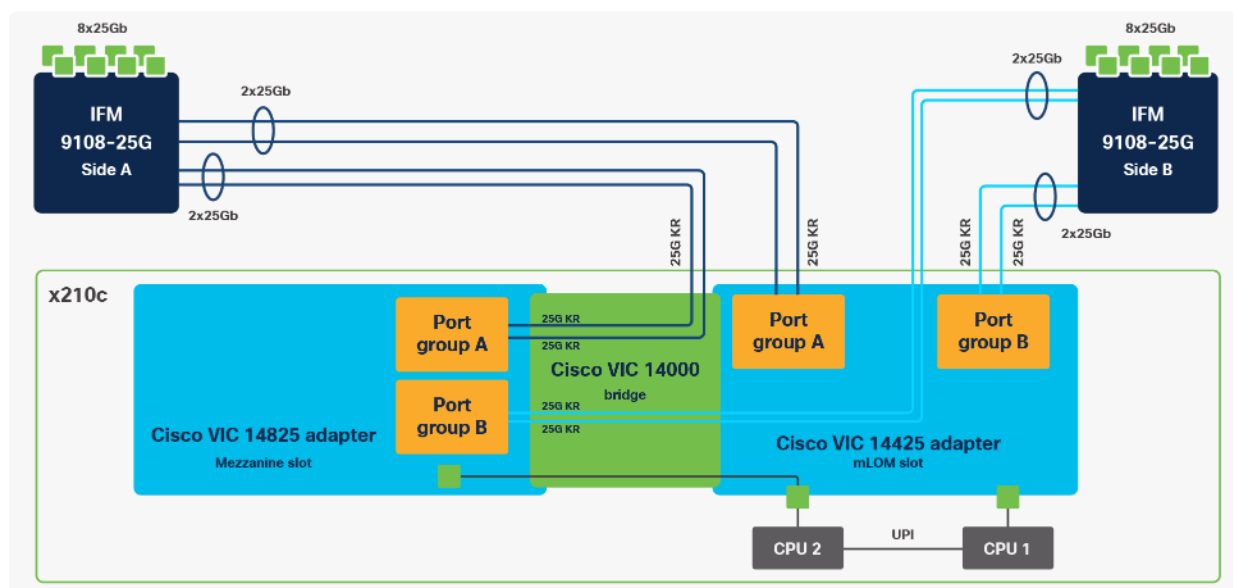 8x25Gb
8x25Gb
IFM
9108-25G
Side A
2x25Gb
2x25Gb
2x25Gb
IFM
9108-25G
Side B
2x25Gb
25G KR
25G KR
25G KR
25G KR
x210c
Port
group A
25G KR
25G KR
Port
group B
25G KR
25G KR
Cisco VIC 14000
bridge
Port
group A
Port
group B
Cisco VIC 14825 adapter
Mezzanine slot
Cisco VIC 14425 adapter
mLOM slot
CPU 2
UPI
CPU 1